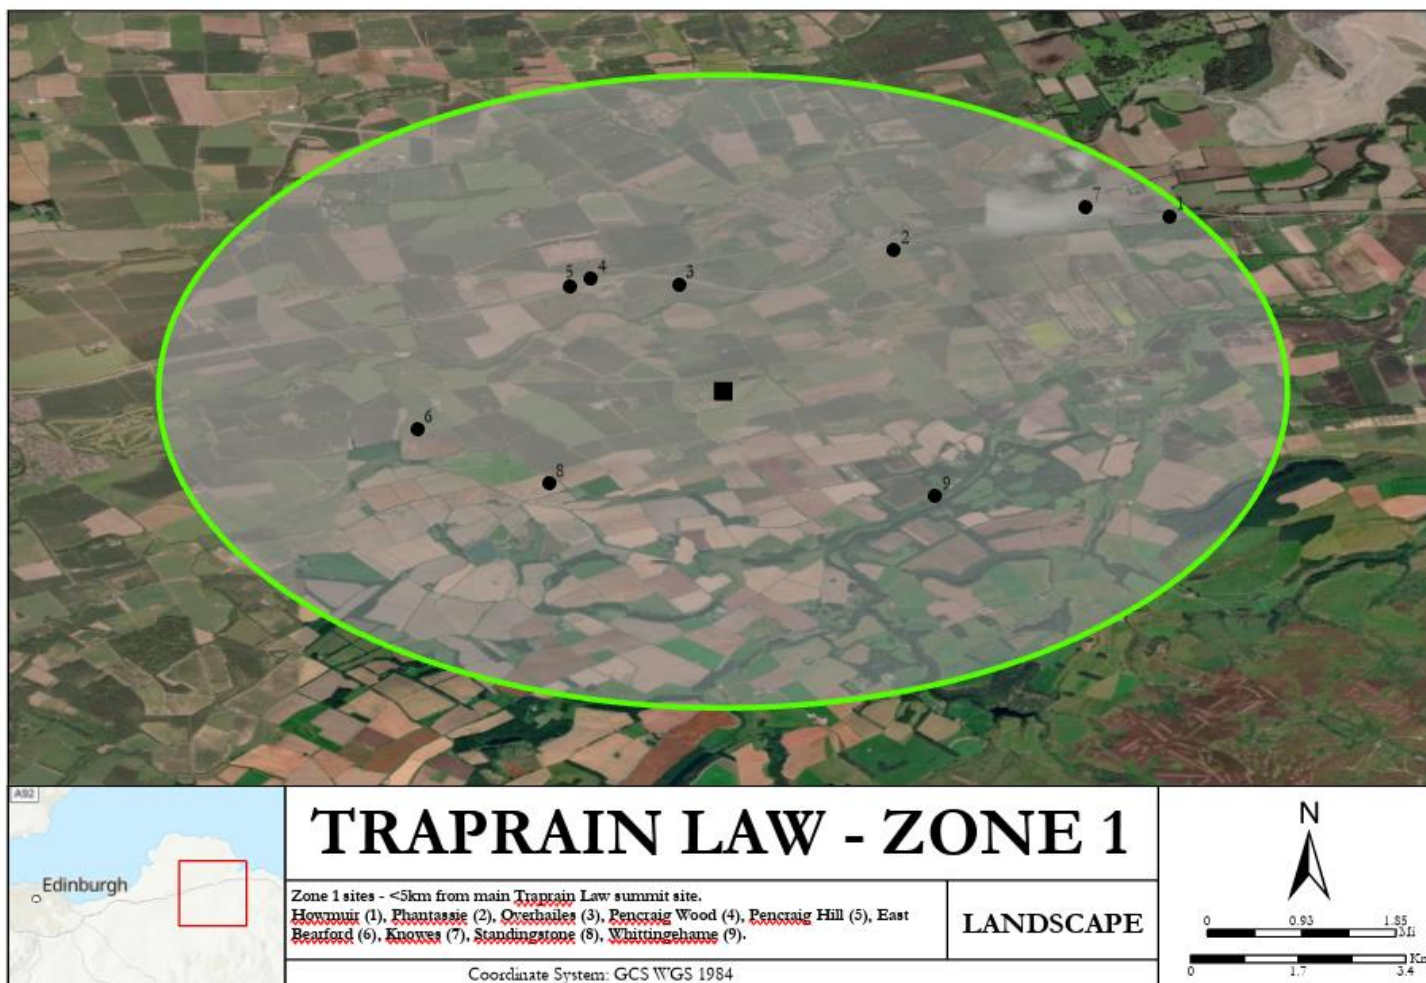 7
1
2
5
4
3
6
8
9
A92
Edinburgh
TRAPRAIN LAW - ZONE 1
Zone 1 sites - <5km from main Traprain Law summit site.
Howmuir (1), Phantassie (2), Overhailes (3), Pencraig Wood (4), Pencraig Hill (5), East
Bearford (6), Knowes (7), Standingstone (8), Whittingehame (9).
LANDSCAPE
Coordinate System: GCS WGS 1984
N
0 0.93 1.85
Mi
Km
0 1.7 3.4